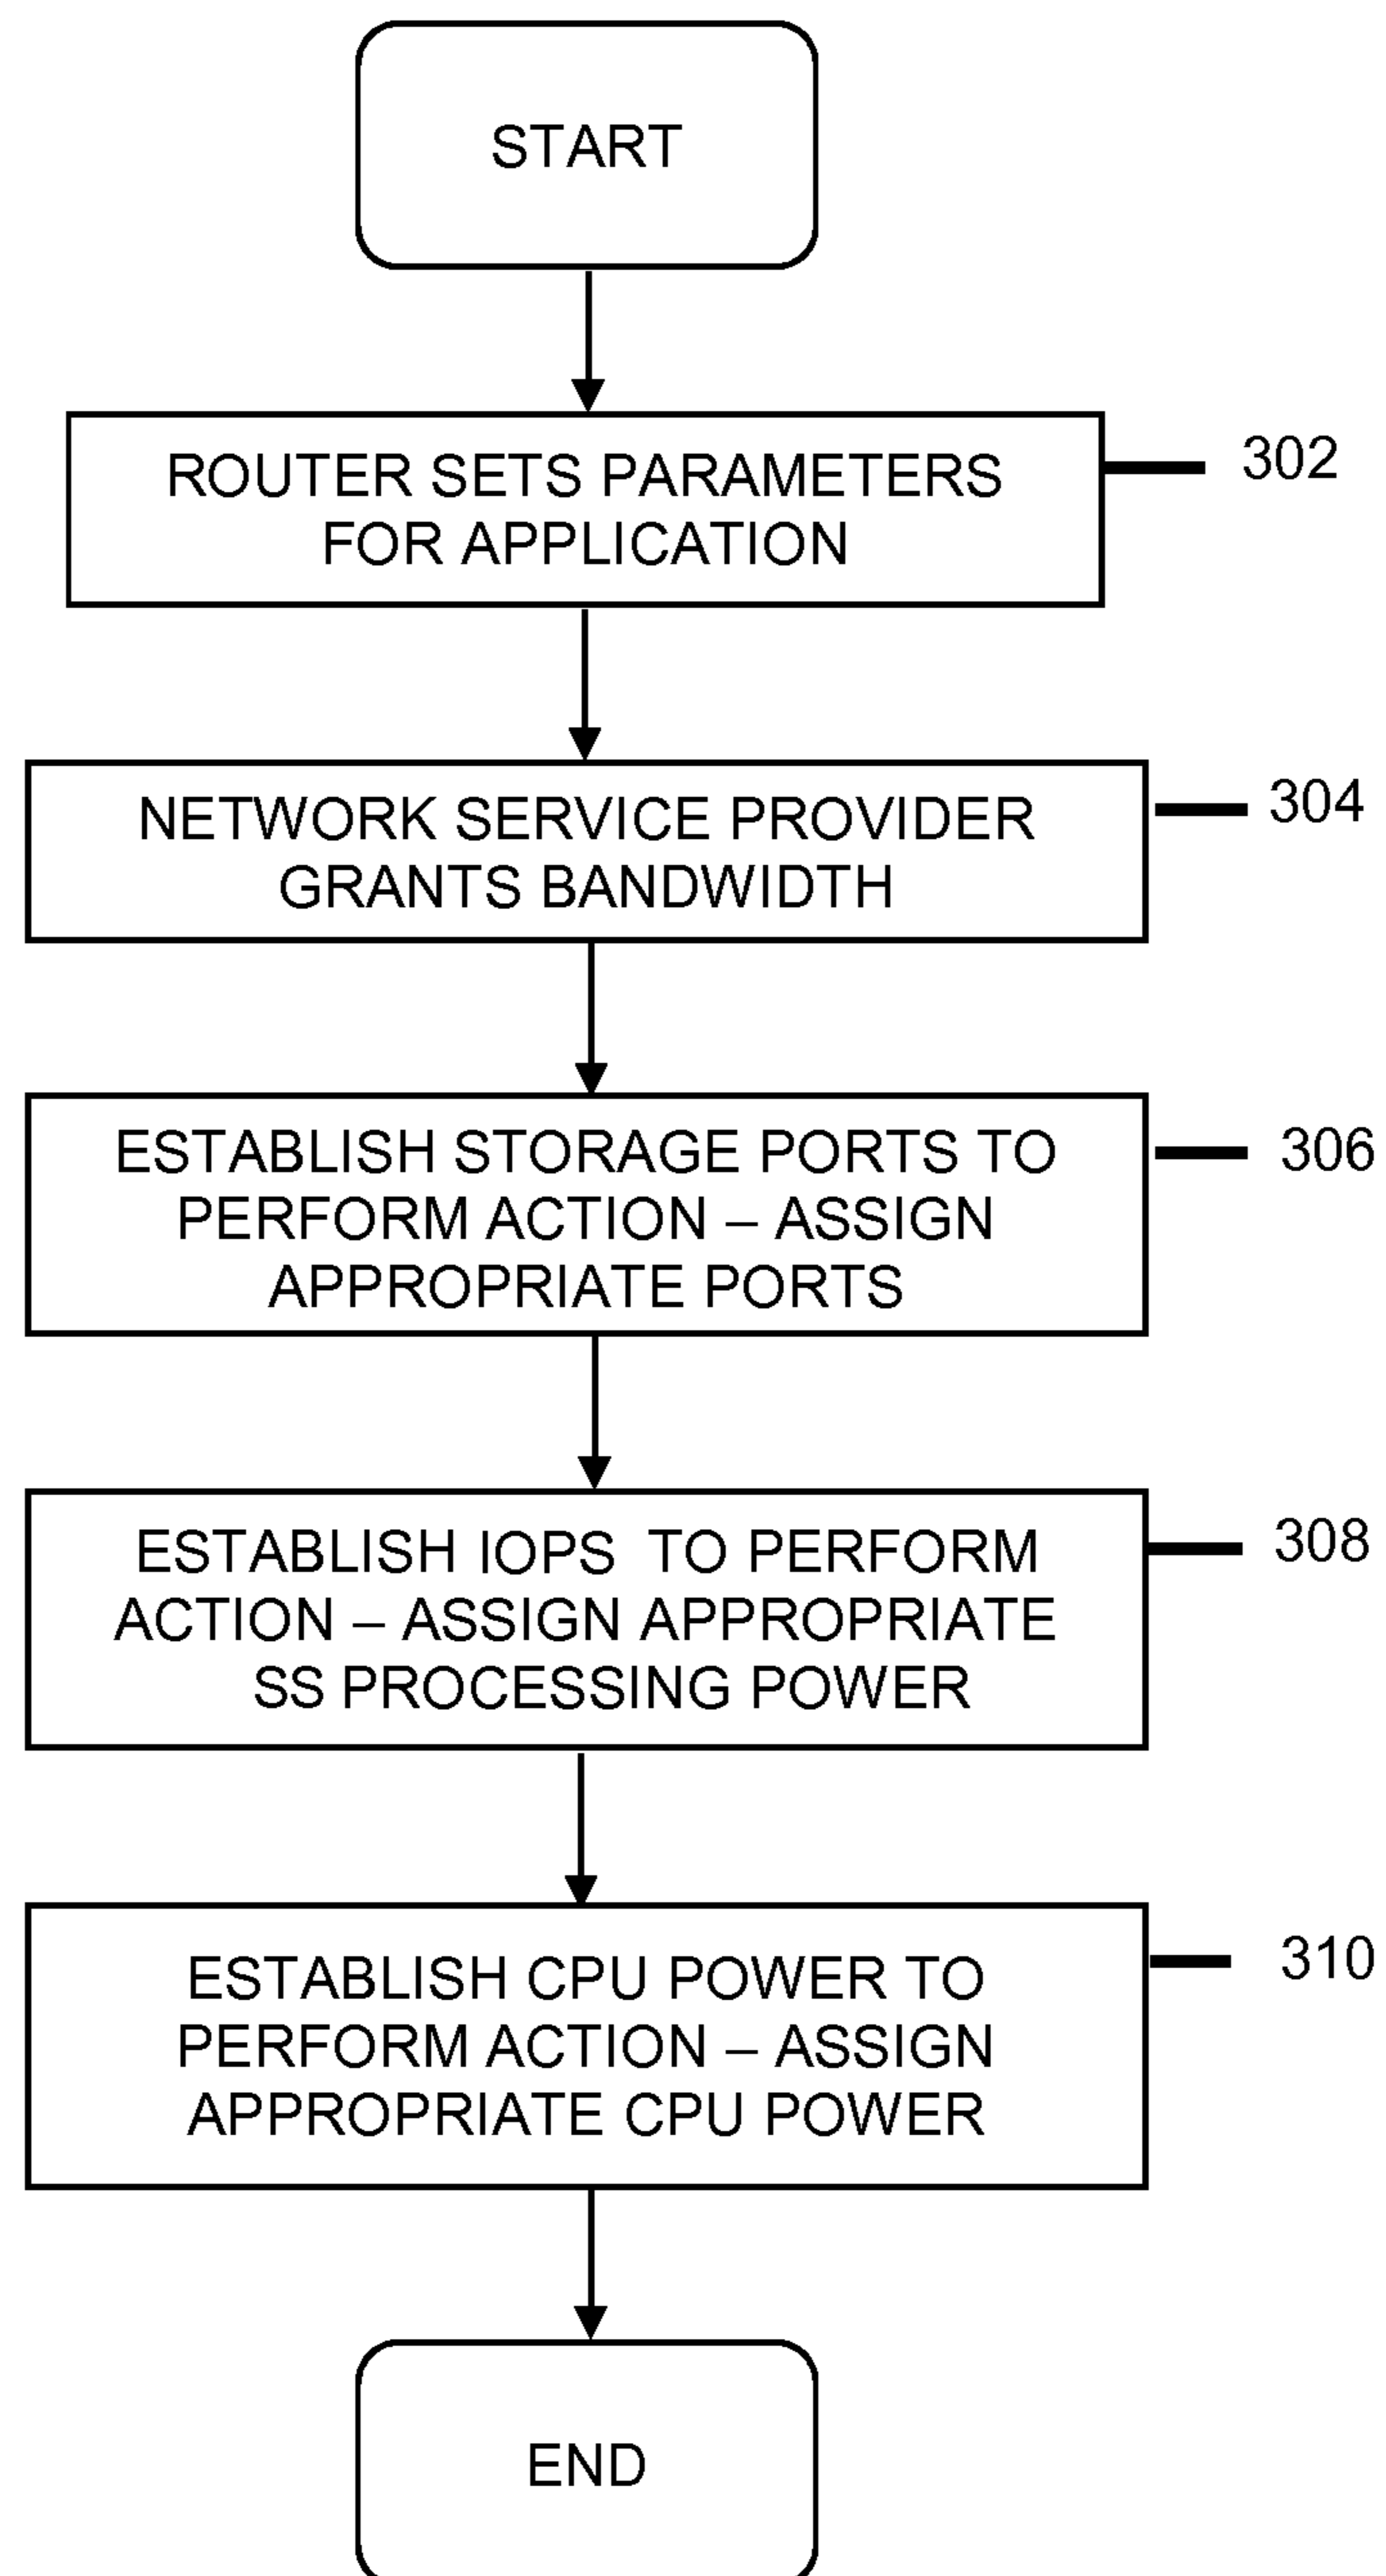 START
ROUTER SETS PARAMETERS
FOR APPLICATION
302
NETWORK SERVICE PROVIDER
GRANTS BANDWIDTH
304
ESTABLISH STORAGE PORTS TO
PERFORM ACTION – ASSIGN
APPROPRIATE PORTS
306
ESTABLISH IOPS TO PERFORM
ACTION – ASSIGN APPROPRIATE
SS PROCESSING POWER
308
ESTABLISH CPU POWER TO
PERFORM ACTION – ASSIGN
APPROPRIATE CPU POWER
310
END